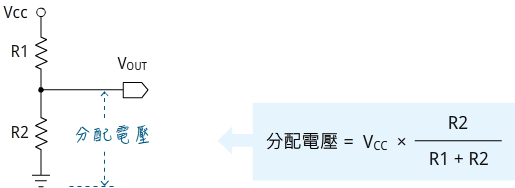 Vcc
R1
VOUT
R2
分配電壓
分配電壓 = VCC × R2 / R1 + R2